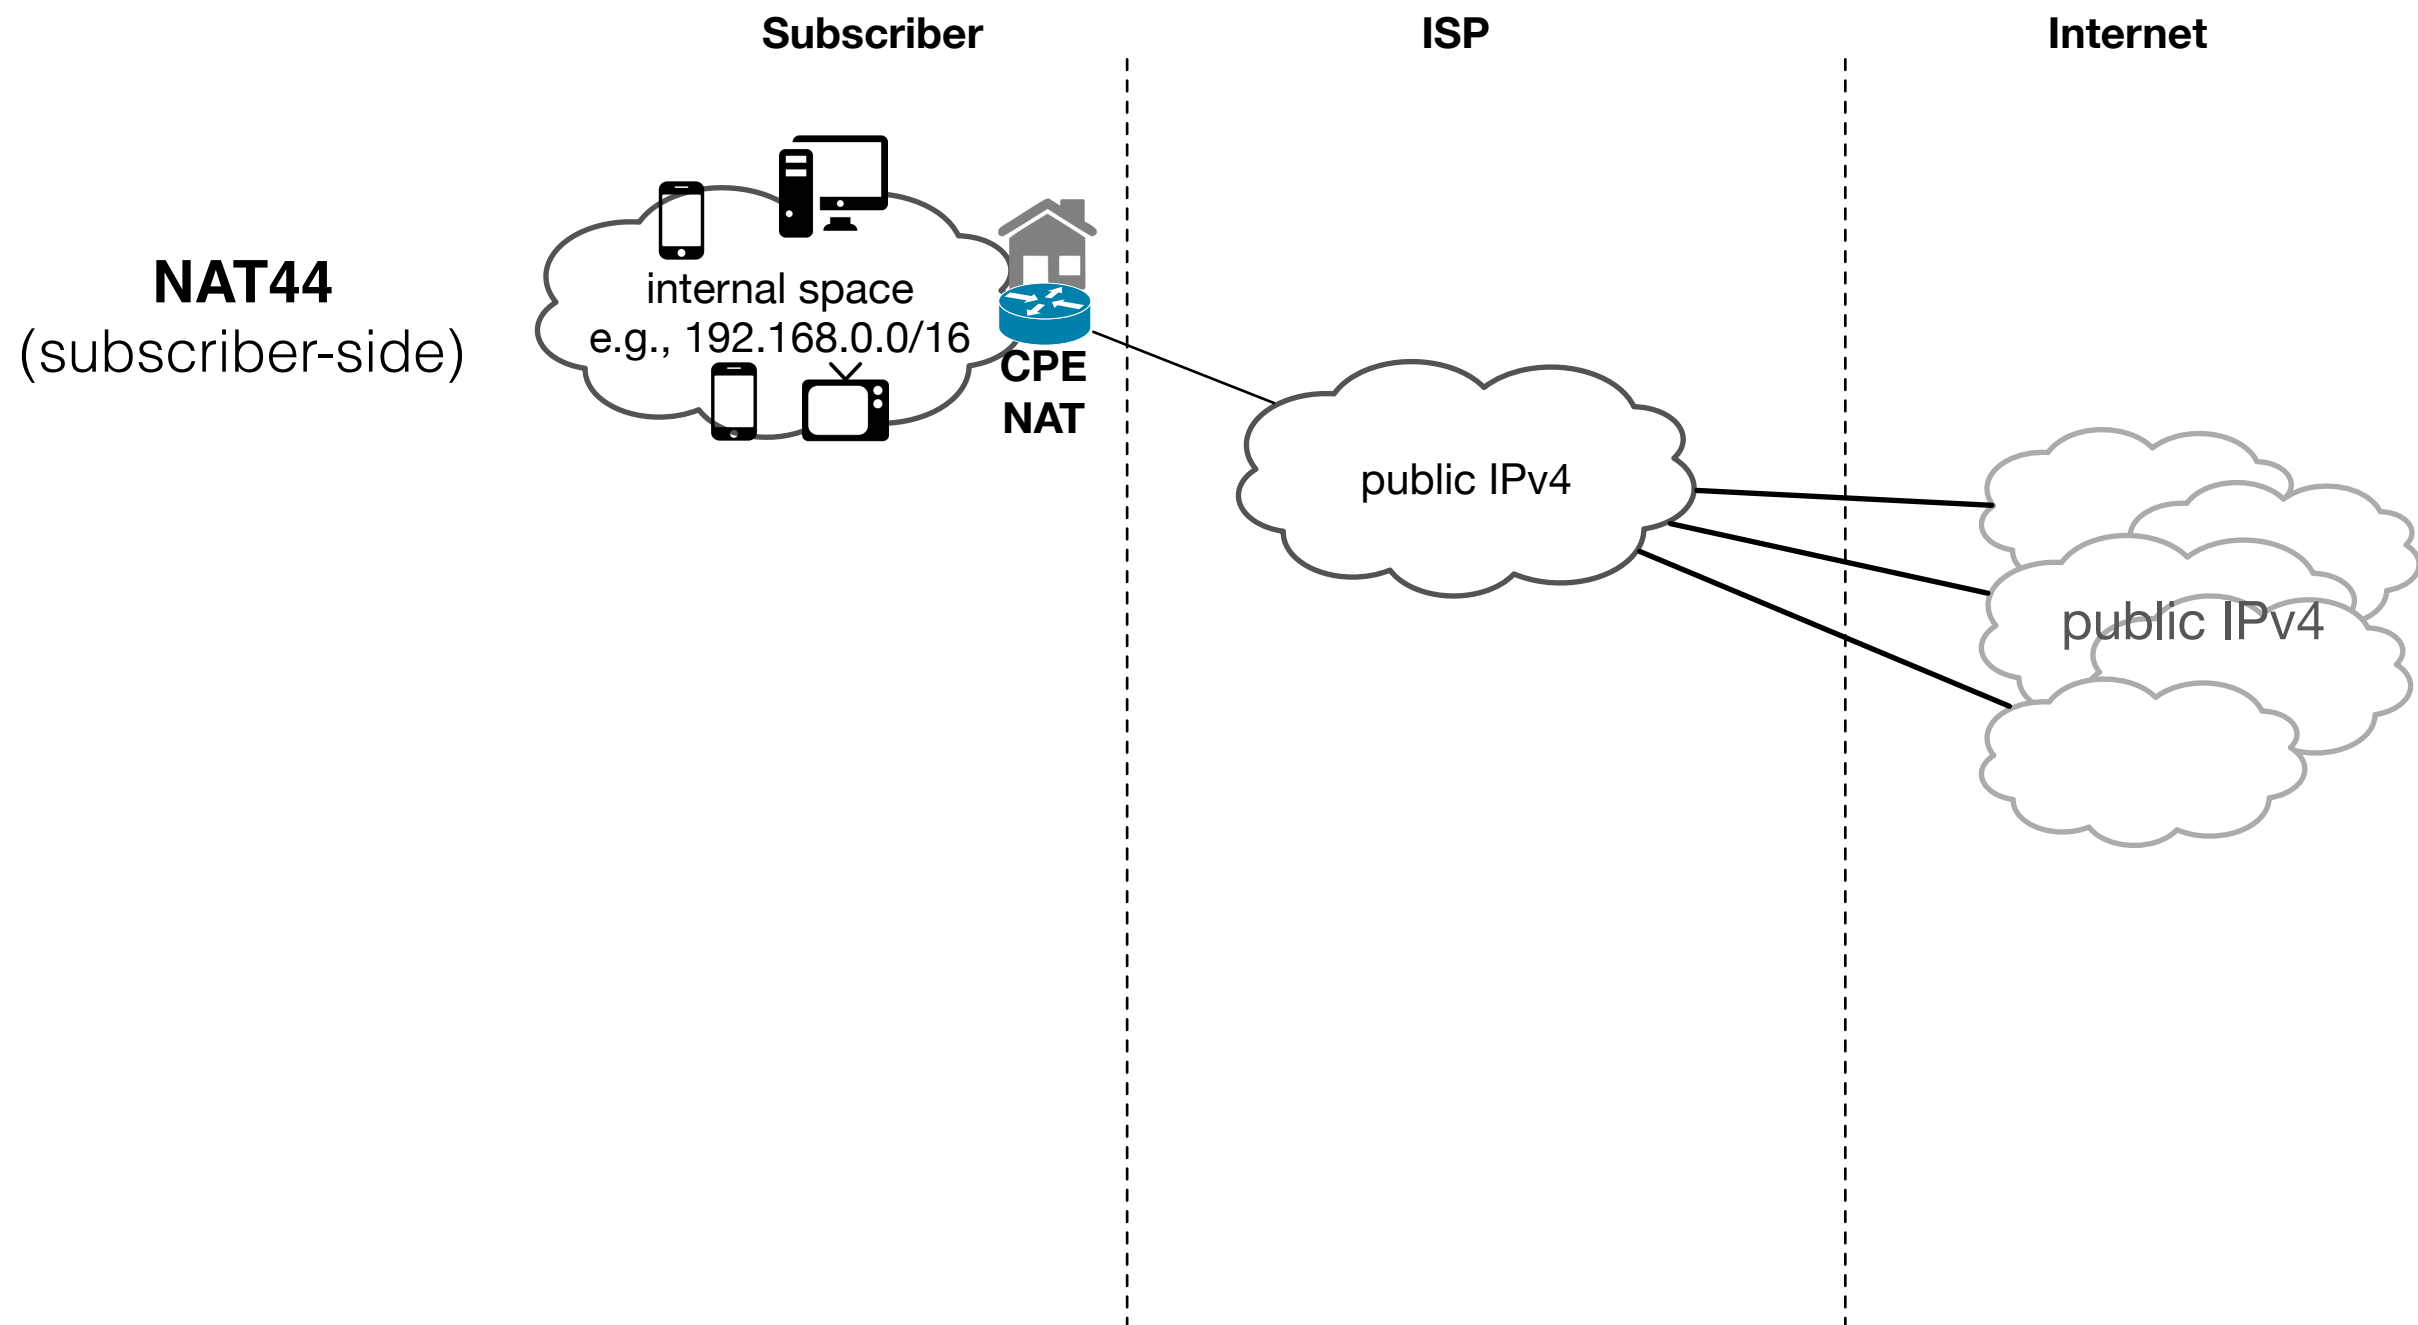 Subscriber
ISP
Internet
NAT44
(subscriber-side)
internal space
e.g., 192.168.0.0/16
CPE
NAT
public IPv4
public IPv4